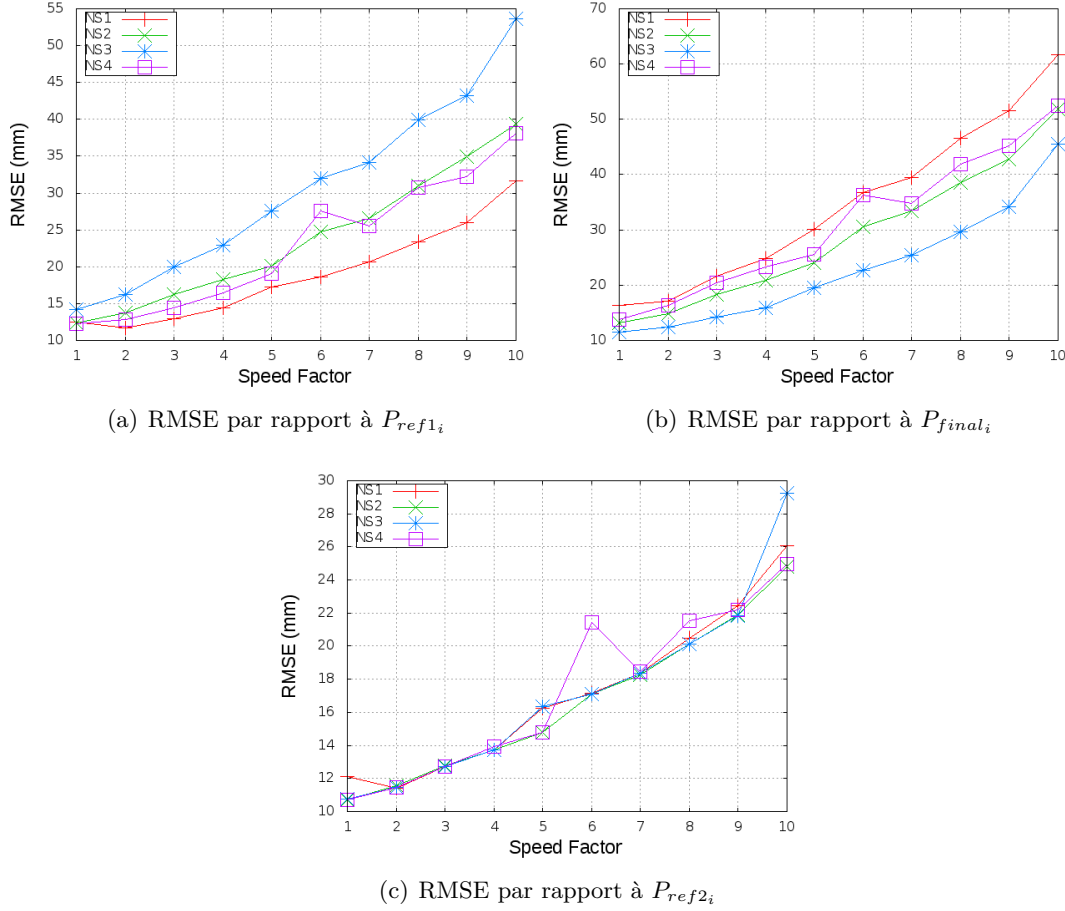 55
50
45
40
35
30
25
20
15
10
RMSE (mm)
NS1
NS2
NS3
NS4
1 2 3 4 5 6 7 8 9 10
Speed Factor
(a) RMSE par rapport à P_{ref1_i}
70
60
50
40
30
20
10
RMSE (mm)
NS1
NS2
NS3
NS4
1 2 3 4 5 6 7 8 9 10
Speed Factor
(b) RMSE par rapport à P_{final_i}
30
28
26
24
22
20
18
16
14
12
10
RMSE (mm)
NS1
NS2
NS3
NS4
1 2 3 4 5 6 7 8 9 10
Speed Factor
(c) RMSE par rapport à P_{ref2_i}